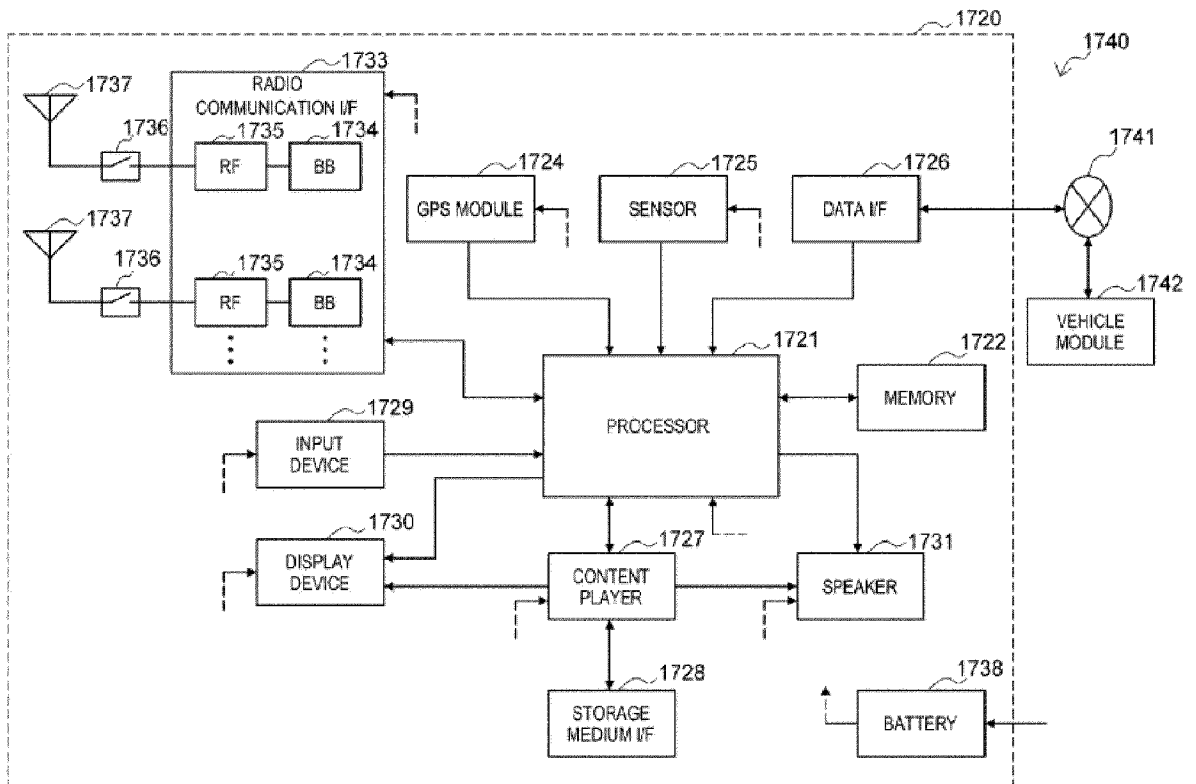 1720
1740
1733
RADIO
COMMUNICATION I/F
1737
1736
1735
1734
RF
BB
1724
GPS MODULE
1725
SENSOR
1726
DATA I/F
1741
1737
1736
1735
1734
RF
BB
1742
VEHICLE
MODULE
1721
PROCESSOR
1722
MEMORY
1729
INPUT
DEVICE
1730
DISPLAY
DEVICE
1727
CONTENT
PLAYER
1731
SPEAKER
1728
STORAGE
MEDIUM I/F
1738
BATTERY